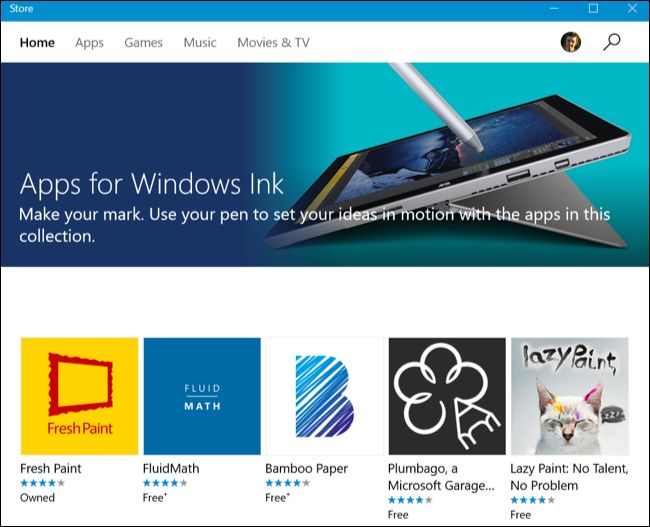 Store
Home Apps Games Music Movies & TV
Apps for Windows Ink
Make your mark. Use your pen to set your ideas in motion with the apps in this
collection.
Fresh Paint
FLUID
MATH
lazy Paint,
zzz
Fresh Paint
Owned
FluidMath
Free⁺
Bamboo Paper
Free⁺
Plumbago, a
Microsoft Garage...
Free
Lazy Paint: No Talent,
No Problem
Free